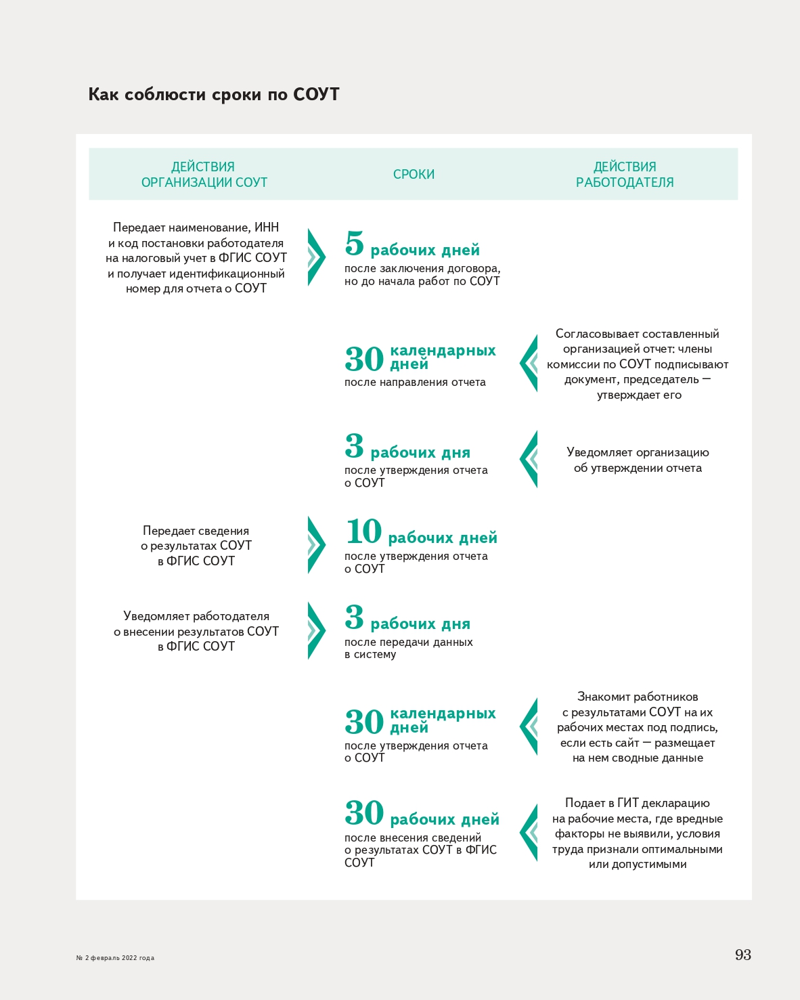 Как соблюсти сроки по СОУТ
ДЕЙСТВИЯ
ОРГАНИЗАЦИИ СОУТ
СРОКИ
ДЕЙСТВИЯ
РАБОТОДАТЕЛЯ
Передает наименование, ИНН
и код постановки работодателя
на налоговый учет в ФГИС СОУТ
и получает идентификационный
номер для отчета о СОУТ
5 рабочих дней
после заключения договора,
но до начала работ по СОУТ
30 календарных
дней
после направления отчета
Согласовывает составленный
организацией отчет: члены
комиссии по СОУТ подписывают
документ, председатель —
утверждает его
3 рабочих дня
после утверждения отчета
о СОУТ
Уведомляет организацию
об утверждении отчета
Передает сведения
о результатах СОУТ
в ФГИС СОУТ
10 рабочих дней
после утверждения отчета
о СОУТ
Уведомляет работодателя
о внесении результатов СОУТ
в ФГИС СОУТ
3 рабочих дня
после передачи данных
в систему
30 календарных
дней
после утверждения отчета
о СОУТ
Знакомит работников
с результатами СОУТ на их
рабочих местах под подпись,
если есть сайт — размещает
на нем сводные данные
30 рабочих дней
после внесения сведений
о результатах СОУТ в ФГИС
СОУТ
Подает в ГИТ декларацию
на рабочие места, где вредные
факторы не выявили, условия
труда признали оптимальными
или допустимыми
№ 2 февраль 2022 года
93